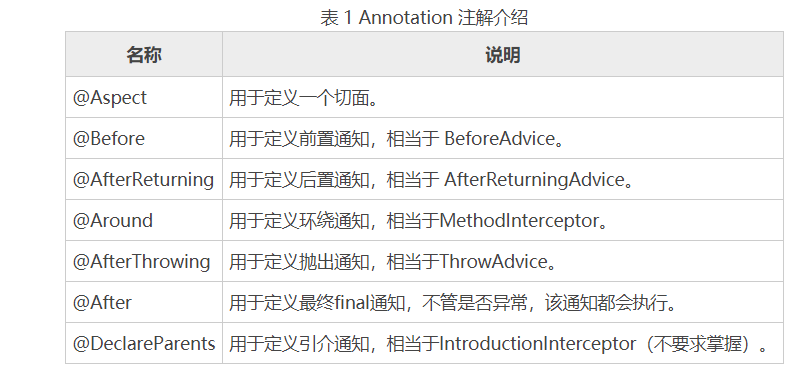 表 1 Annotation 注解介绍
名称 说明
@Aspect 用于定义一个切面。
@Before 用于定义前置通知，相当于 BeforeAdvice。
@AfterReturning 用于定义后置通知，相当于 AfterReturningAdvice。
@Around 用于定义环绕通知，相当于MethodInterceptor。
@AfterThrowing 用于定义抛出通知，相当于ThrowAdvice。
@After 用于定义最终final通知，不管是否异常，该通知都会执行。
@DeclareParents 用于定义引介通知，相当于IntroductionInterceptor（不要求掌握）。